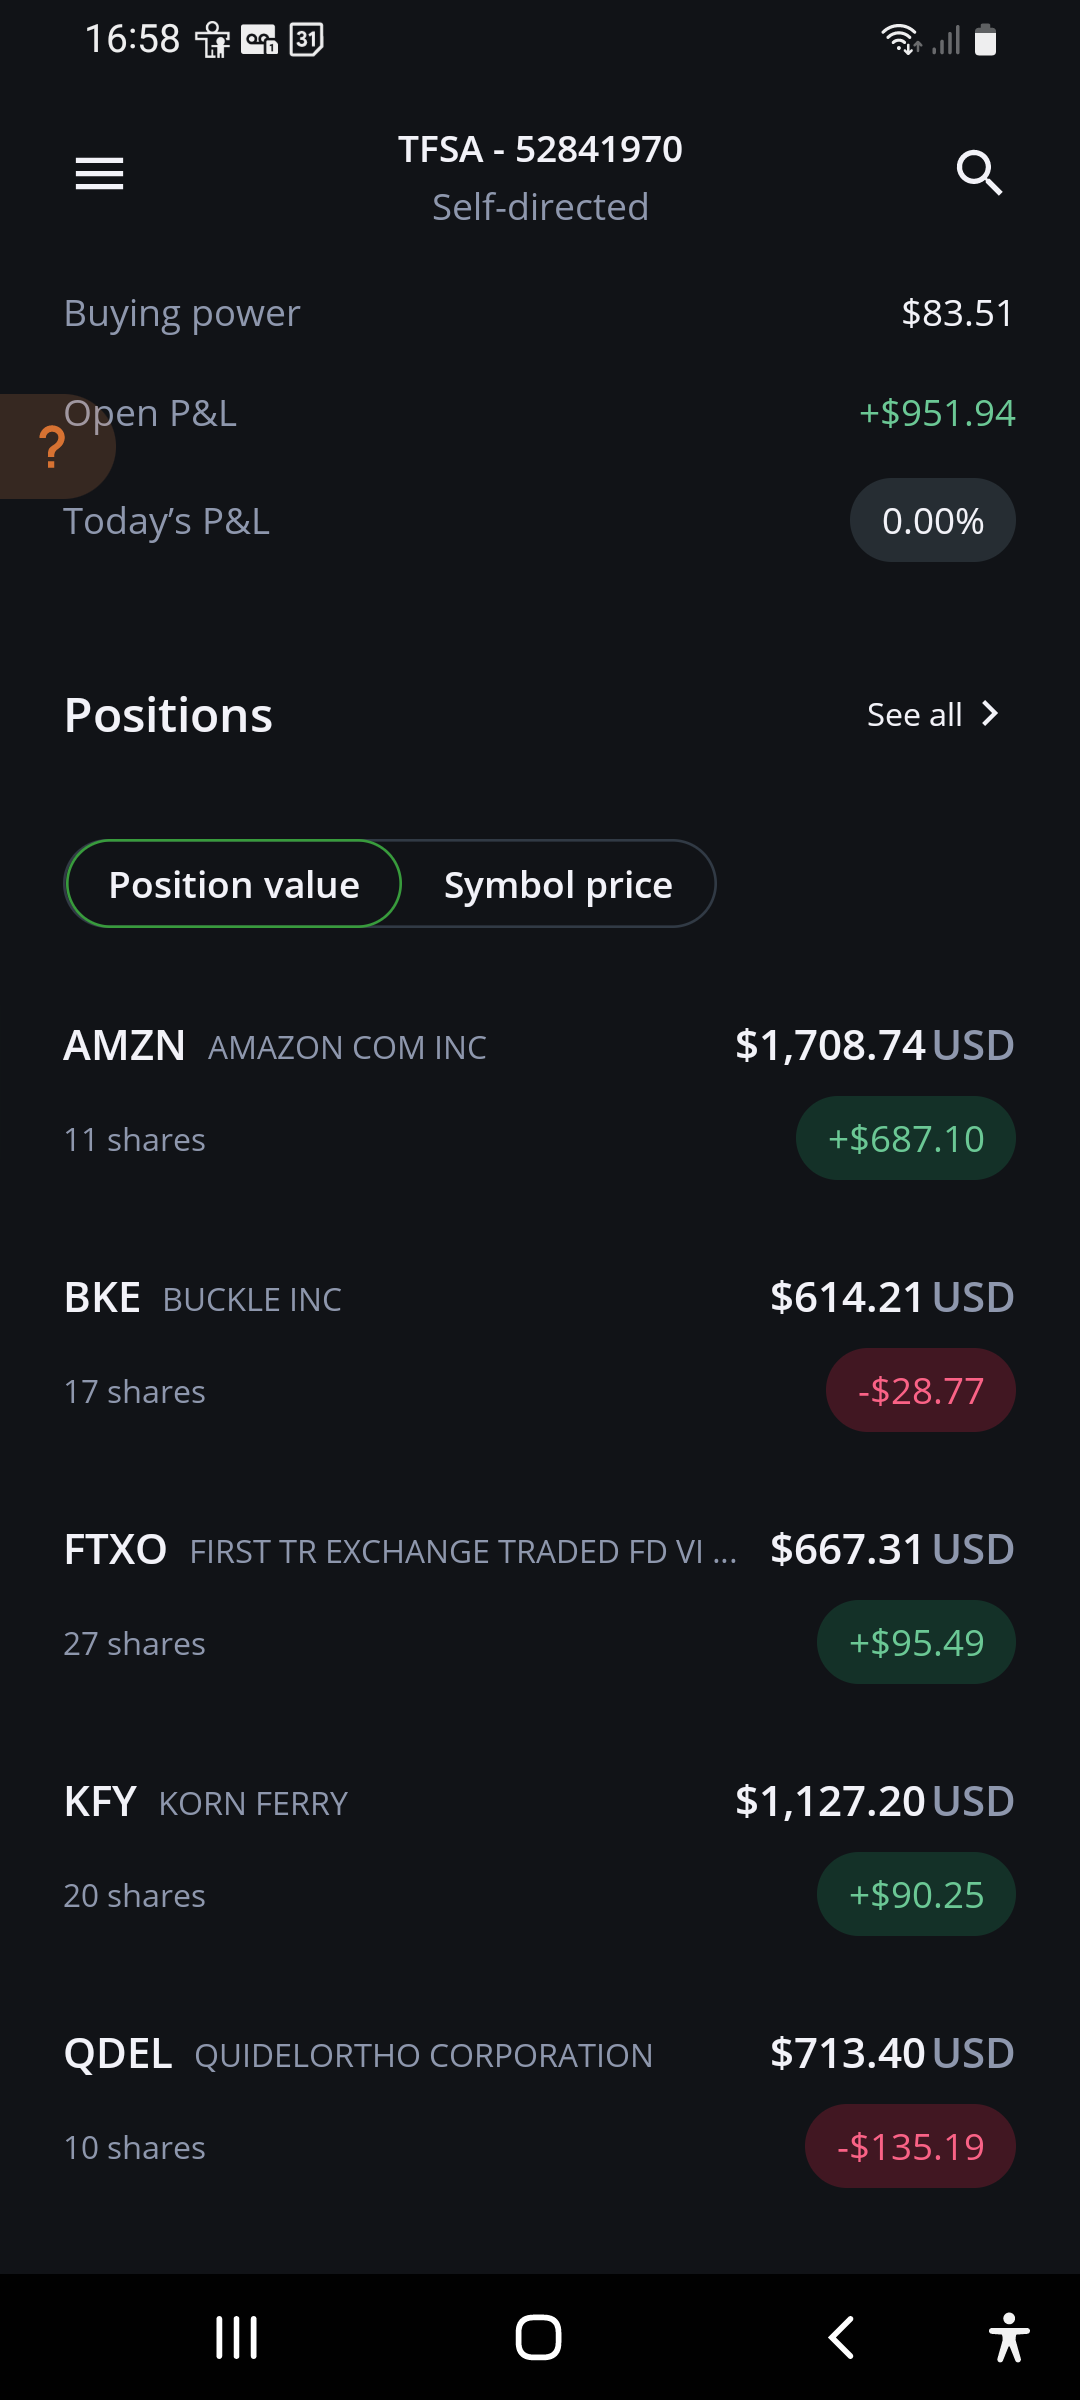 16:58
31
1
TFSA - 52841970
Self-directed
Buying power $83.51
Open P&L +$951.94
?
Today’s P&L 0.00%
Positions See all
Position value Symbol price
AMZN AMAZON COM INC $1,708.74 USD
11 shares +$687.10
BKE BUCKLE INC $614.21 USD
17 shares -$28.77
FTXO FIRST TR EXCHANGE TRADED FD VI ... $667.31 USD
27 shares +$95.49
KFY KORN FERRY $1,127.20 USD
20 shares +$90.25
QDEL QUIDELORTHO CORPORATION $713.40 USD
10 shares -$135.19